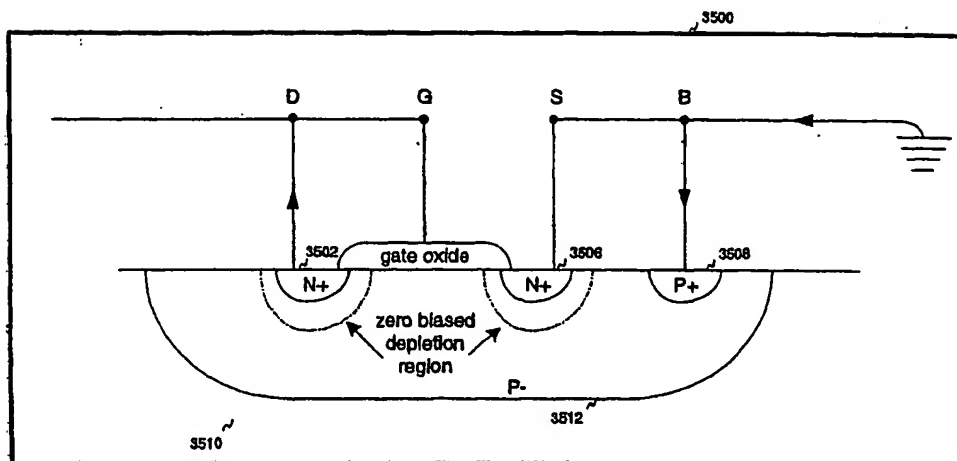 3500
D G S B
3502 3506 3508
gate oxide
N+ N+ P+
zero biased
depletion
region
P-
3512
3510